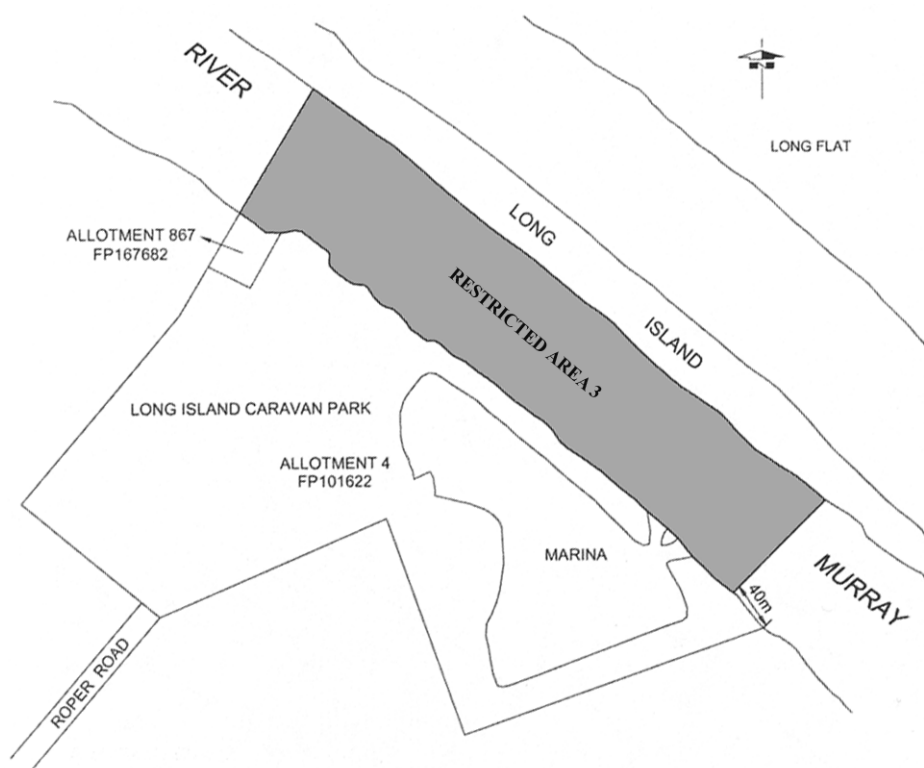 RIVER
LONG FLAT
ALLOTMENT 867
FP167682
LONG
ISLAND
RESTRICTED AREA 3
LONG ISLAND CARAVAN PARK
ALLOTMENT 4
FP101622
MARINA
MURRAY
40m
ROPER ROAD